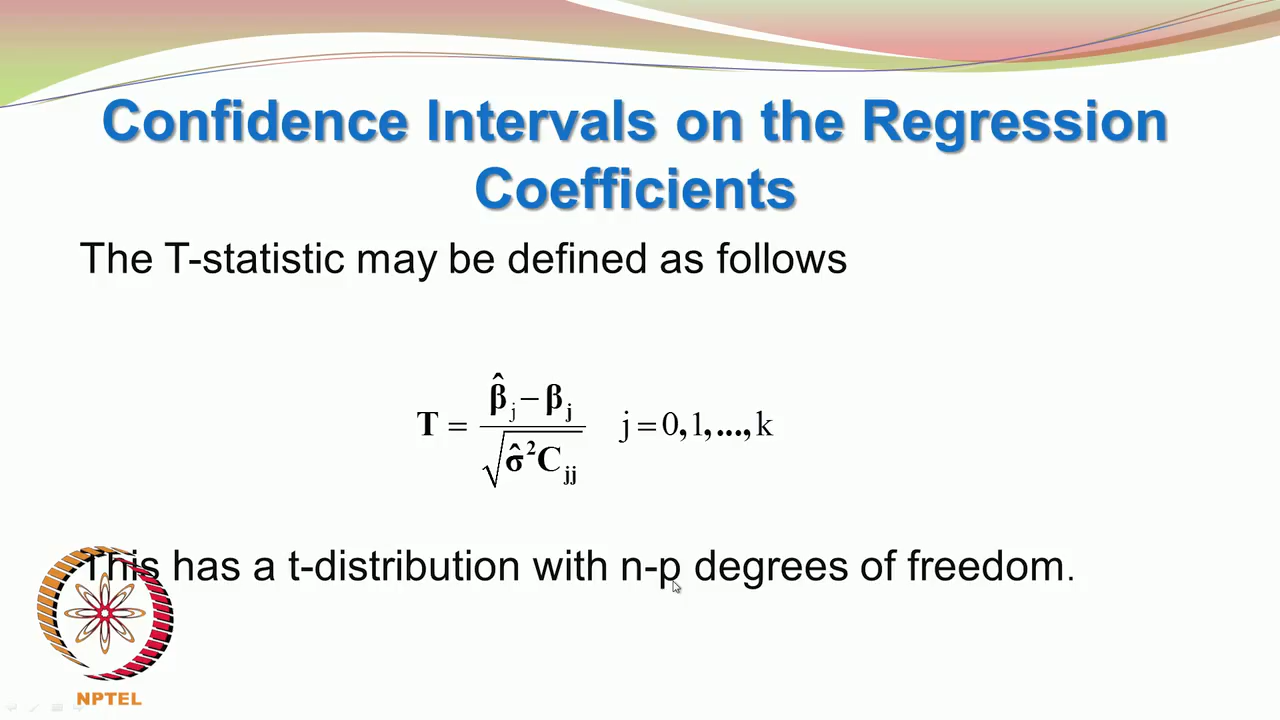 Confidence Intervals on the Regression
Coefficients
The T-statistic may be defined as follows
T = (β̂j − βj) / √(σ̂²Cjj)   j = 0,1,...,k
This has a t-distribution with n-p degrees of freedom.
NPTEL